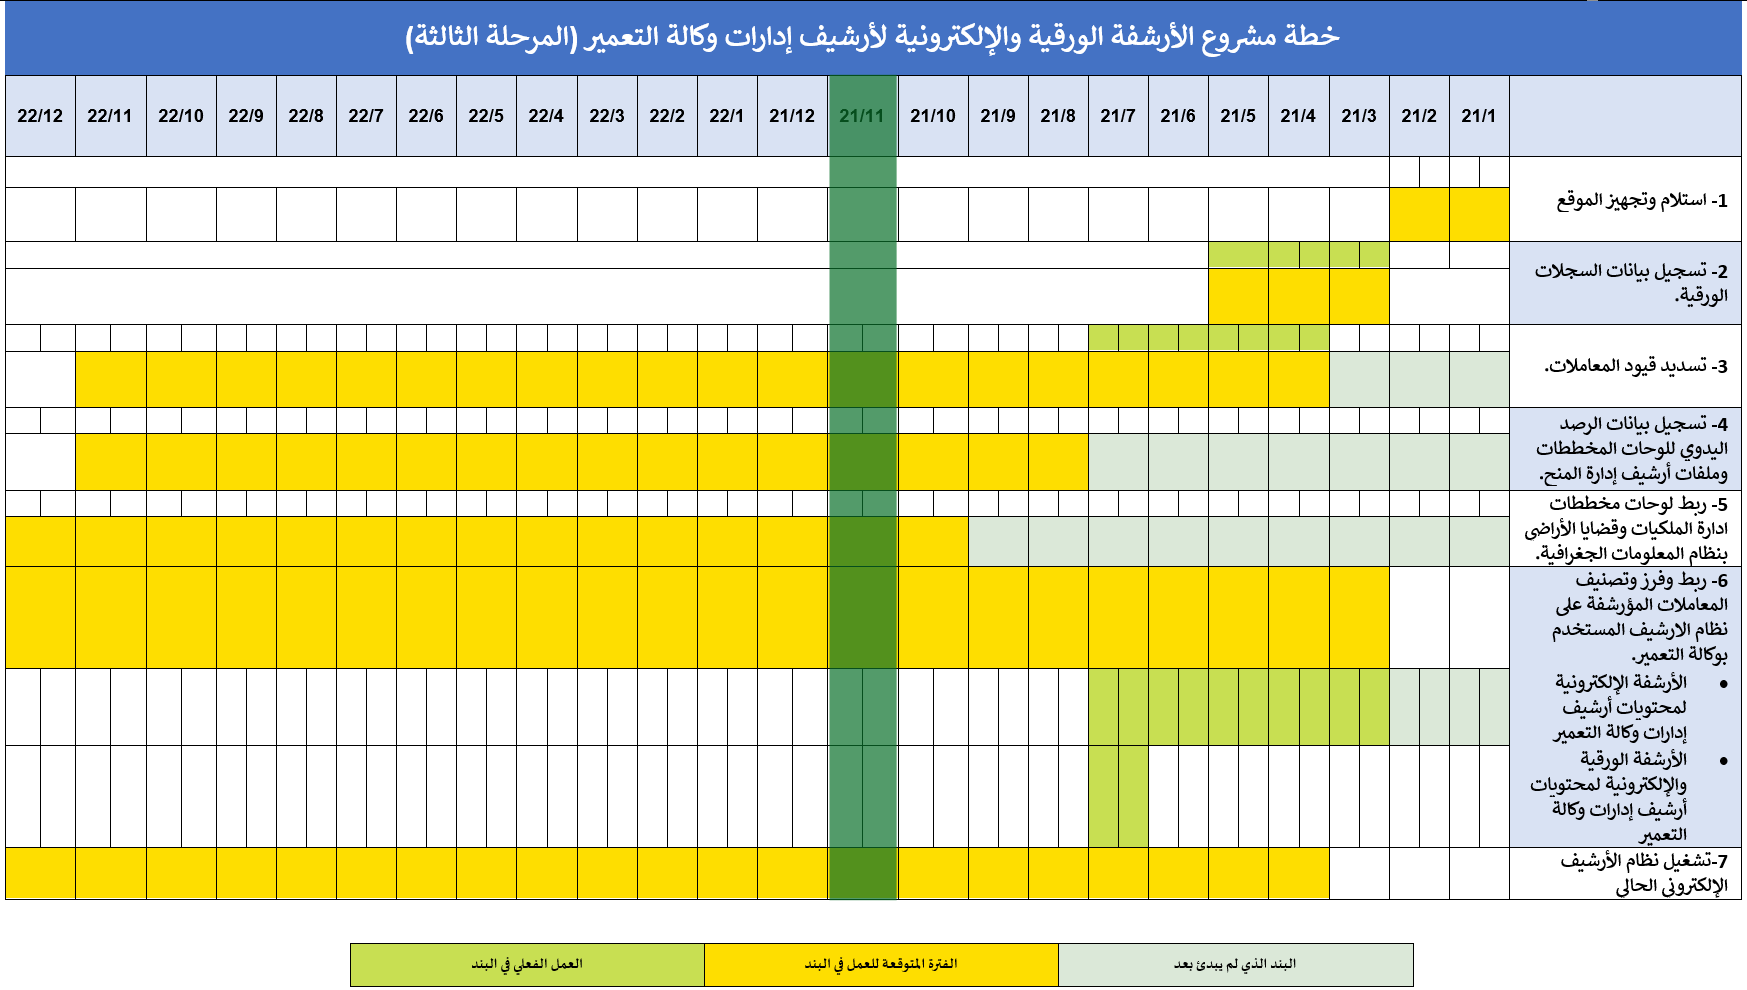 خطة مشروع الأرشفة الورقية والإلكترونية لأرشيف إدارات وكالة التعمير (المرحلة الثالثة)
21/1 21/2 21/3 21/4 21/5 21/6 21/7 21/8 21/9 21/10 21/11 21/12 22/1 22/2 22/3 22/4 22/5 22/6 22/7 22/8 22/9 22/10 22/11 22/12
1- استلام وتجهيز الموقع
2- تسجيل بيانات السجلات
الورقية.
3- تسديد قيود المعاملات.
4- تسجيل بيانات الرصد
اليدوي للوحات المخططات
وملفات أرشيف إدارة المنح.
5- ربط لوحات مخططات
ادارة الملكيات وقضايا الأراضى
بنظام المعلومات الجغرافية.
6- ربط وفرز وتصنيف
المعاملات المؤرشفة على
نظام الارشيف المستخدم
بوكالة التعمير.
• الأرشفة الإلكترونية
لمحتويات أرشيف
إدارات وكالة التعمير
• الأرشفة الورقية
والإلكترونية لمحتويات
أرشيف إدارات وكالة
التعمير
7-تشغيل نظام الأرشيف
الإلكتروني الحالي
البند الذي لم يبدئ بعد
الفترة المتوقعة للعمل في البند
العمل الفعلي في البند